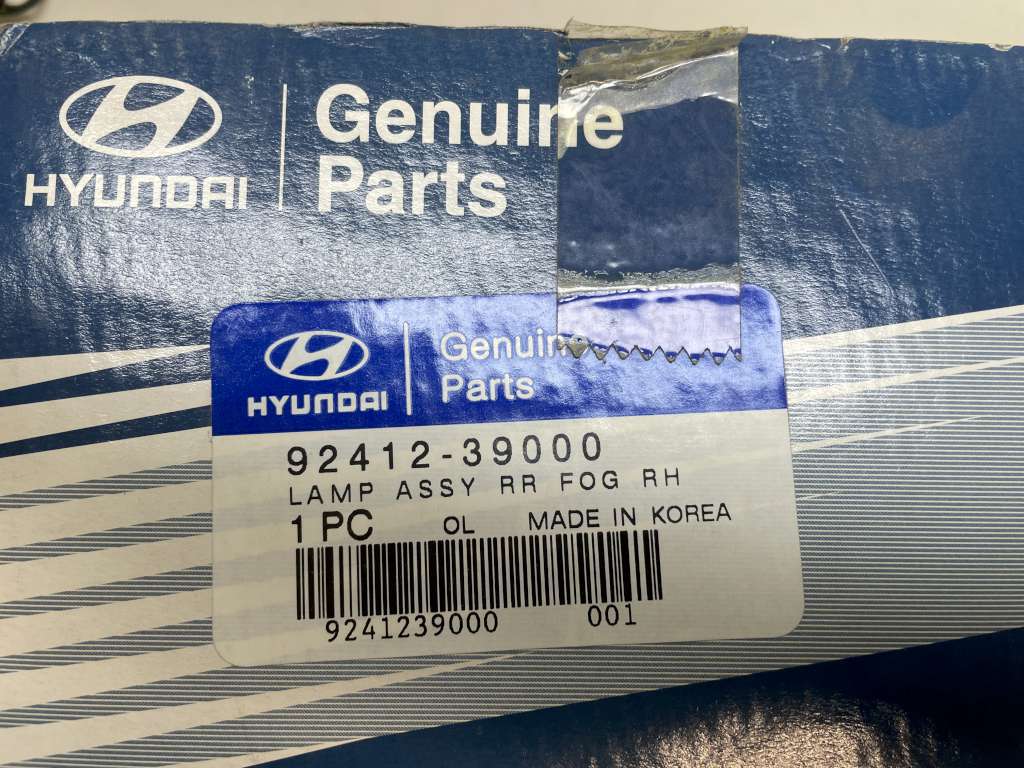 HYUNDAI
Genuine
Parts
HYUNDAI
Genuine
Parts
92412-39000
LAMP ASSY RR FOG RH
1 PC OL MADE IN KOREA
9241239000 001